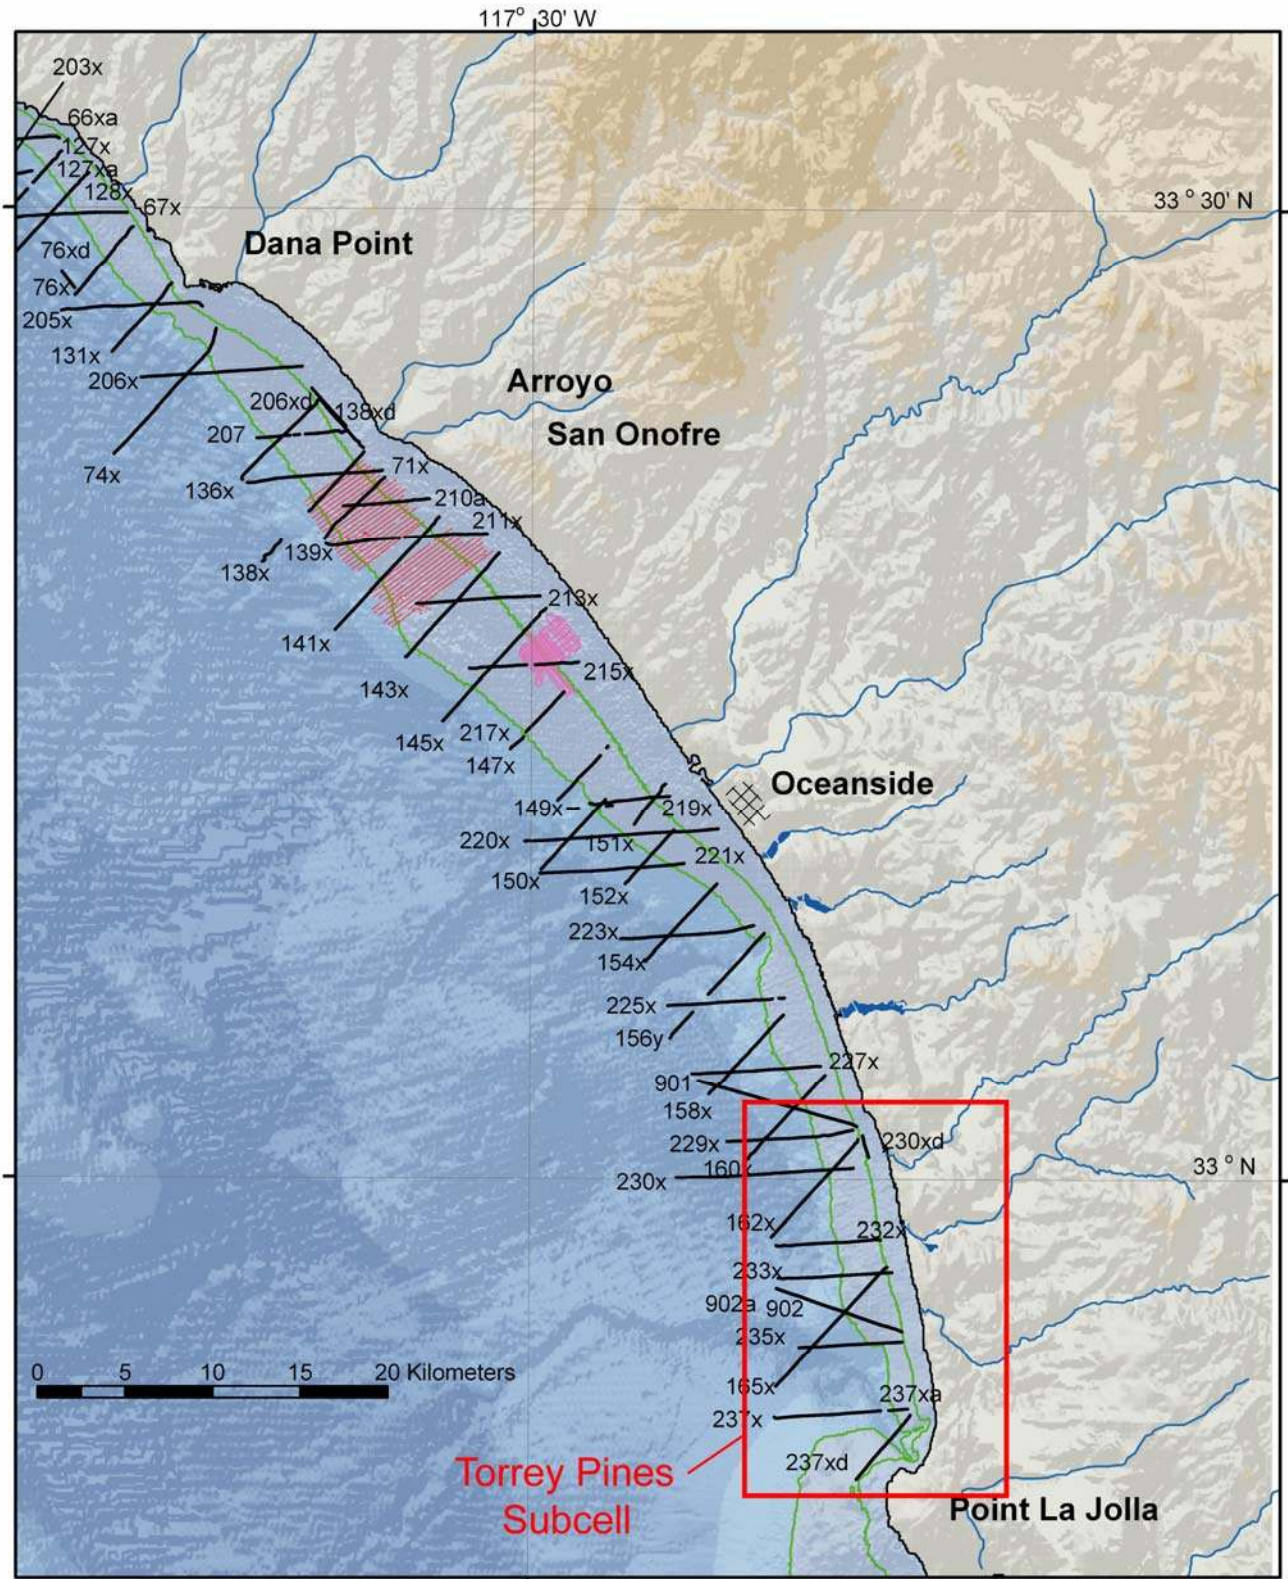 117° 30' W
203x
66xa
127x
127xa
128x
67x
33 ° 30' N
76xd
Dana Point
76x
205x
131x
206x
Arroyo
206xd
138xd
207
San Onofre
74x
136x
71x
210a
211x
139x
138x
213x
141x
215x
143x
145x
217x
147x
Oceanside
149x
219x
220x
151x
221x
150x
152x
223x
154x
225x
156y
227x
901
158x
229x
230xd
160x
33 ° N
230x
162x
232x
233x
902a
902
235x
0 5 10 15 20 Kilometers
165x
237xa
237x
237xd
Torrey Pines
Subcell
Point La Jolla